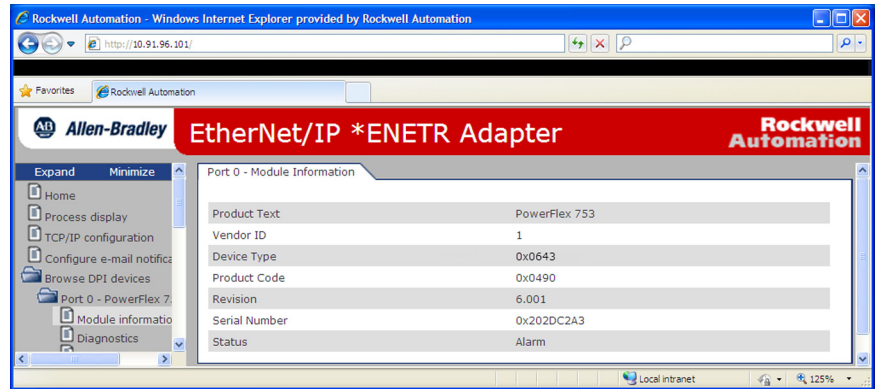 Rockwell Automation - Windows Internet Explorer provided by Rockwell Automation
http://10.91.96.101/
Favorites
Rockwell Automation
AB
Allen-Bradley
EtherNet/IP *ENETR Adapter
Rockwell
Automation
Expand Minimize
Home
Process display
TCP/IP configuration
Configure e-mail notifica
Browse DPI devices
Port 0 - PowerFlex 7
Module informatio
Diagnostics
Port 0 - Module Information
Product Text PowerFlex 753
Vendor ID 1
Device Type 0x0643
Product Code 0x0490
Revision 6.001
Serial Number 0x202DC2A3
Status Alarm
Local intranet
125%